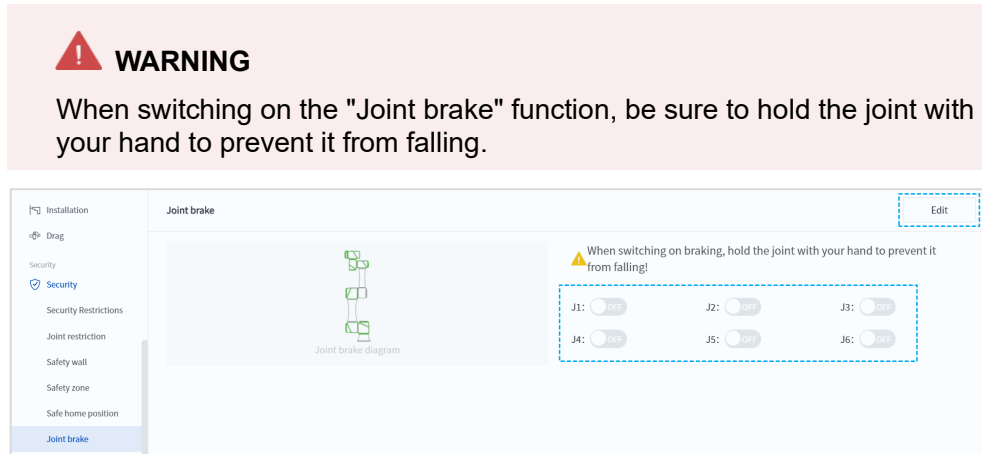 WARNING
When switching on the "Joint brake" function, be sure to hold the joint with
your hand to prevent it from falling.
Installation
Joint brake
Edit
Drag
Security
Security
Security Restrictions
Joint restriction
Safety wall
Safety zone
Safe home position
Joint brake
Joint brake diagram
When switching on braking, hold the joint with your hand to prevent it
from falling!
J1: OFF J2: OFF J3: OFF
J4: OFF J5: OFF J6: OFF